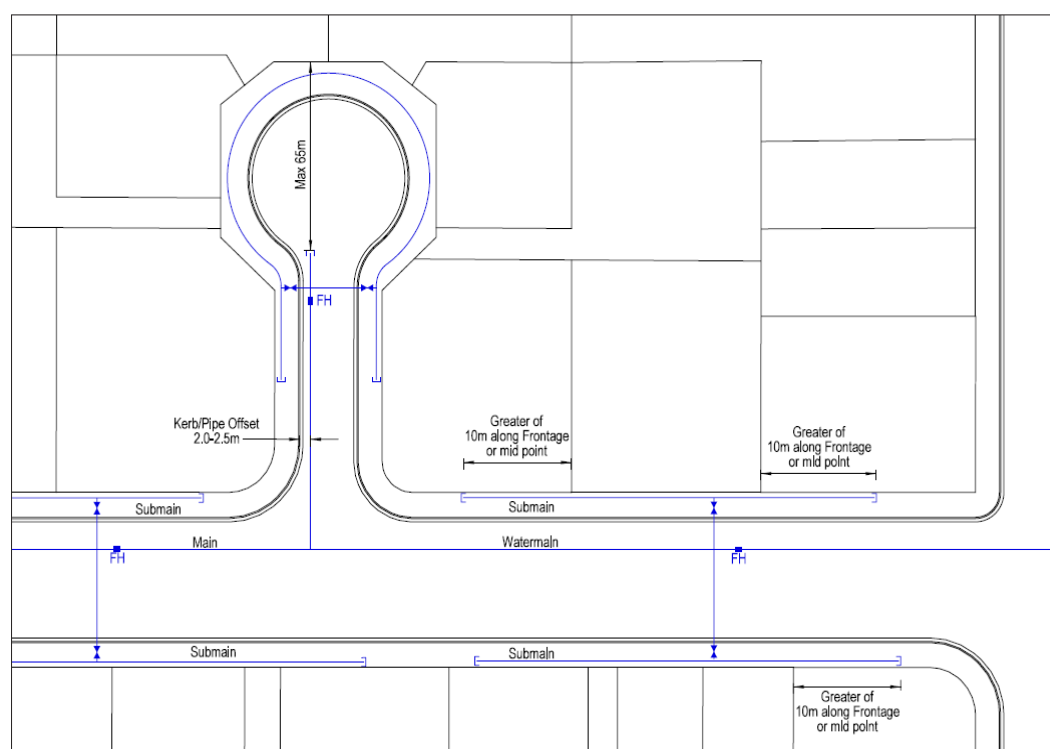 Max 65m
FH
Kerb/Pipe Offset
2.0-2.5m
Greater of
10m along Frontage
or mid point
Greater of
10m along Frontage
or mid point
Submain
Submain
Main
Watermain
FH
FH
Submain
Submain
Greater of
10m along Frontage
or mid point